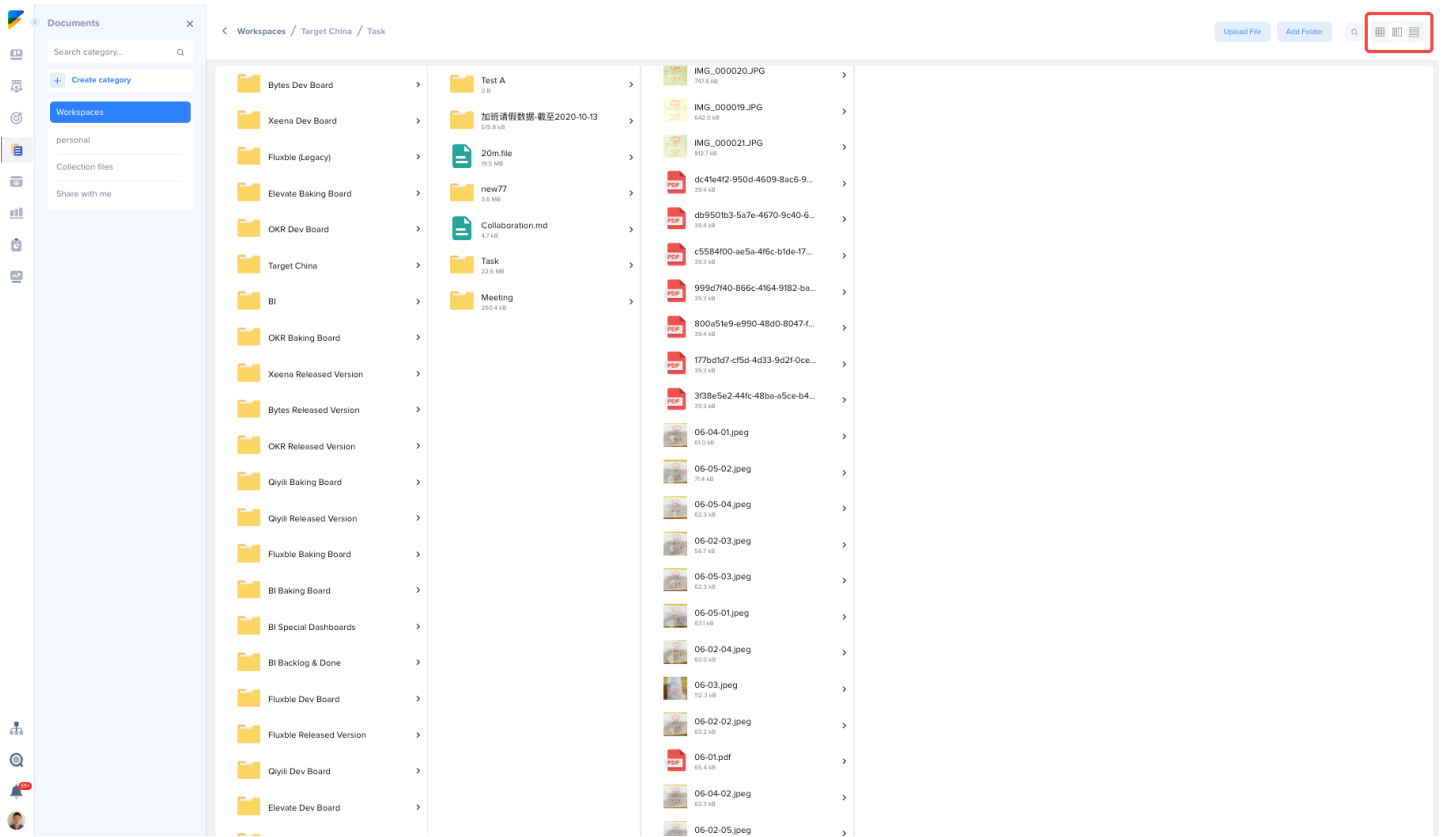 Documents
Search category...
Create category
Workspaces
personal
Collection files
Share with me
99+
Workspaces / Target China / Task
Upload File
Add Folder
Bytes Dev Board
Xeena Dev Board
Fluxble (Legacy)
Elevate Baking Board
OKR Dev Board
Target China
BI
OKR Baking Board
Xeena Released Version
Bytes Released Version
OKR Released Version
Qiyili Baking Board
Qiyili Released Version
Fluxble Baking Board
BI Baking Board
BI Special Dashboards
BI Backlog & Done
Fluxble Dev Board
Fluxble Released Version
Qiyili Dev Board
Elevate Dev Board
Test A
0 B
加班请假数据-截至2020-10-13
515.8 kB
20m.file
19.5 MB
new77
3.6 MB
Collaboration.md
4.7 kB
Task
22.6 MB
Meeting
260.4 kB
IMG_000020.JPG
747.8 kB
IMG_000019.JPG
642.0 kB
IMG_000021.JPG
812.7 kB
PDF
dc41e4f2-950d-4609-8ac6-9...
39.4 kB
PDF
db9501b3-5a7e-4670-9c40-6...
39.4 kB
PDF
c5584f00-ae5a-4f6c-b1de-17...
39.3 kB
PDF
999d7f40-866c-4164-9182-ba...
39.3 kB
PDF
800a51e9-e990-48d0-8047-f...
39.4 kB
PDF
177bd1d7-cf5d-4d33-9d2f-0ce...
39.3 kB
PDF
3f38e5e2-44fc-48ba-a5ce-b4...
39.3 kB
06-04-01.jpeg
61.0 kB
06-05-02.jpeg
71.4 kB
06-05-04.jpeg
62.3 kB
06-02-03.jpeg
56.7 kB
06-05-03.jpeg
62.3 kB
06-05-01.jpeg
63.1 kB
06-02-04.jpeg
60.0 kB
06-03.jpeg
112.3 kB
06-02-02.jpeg
63.2 kB
PDF
06-01.pdf
65.4 kB
06-04-02.jpeg
63.3 kB
06-02-05.jpeg